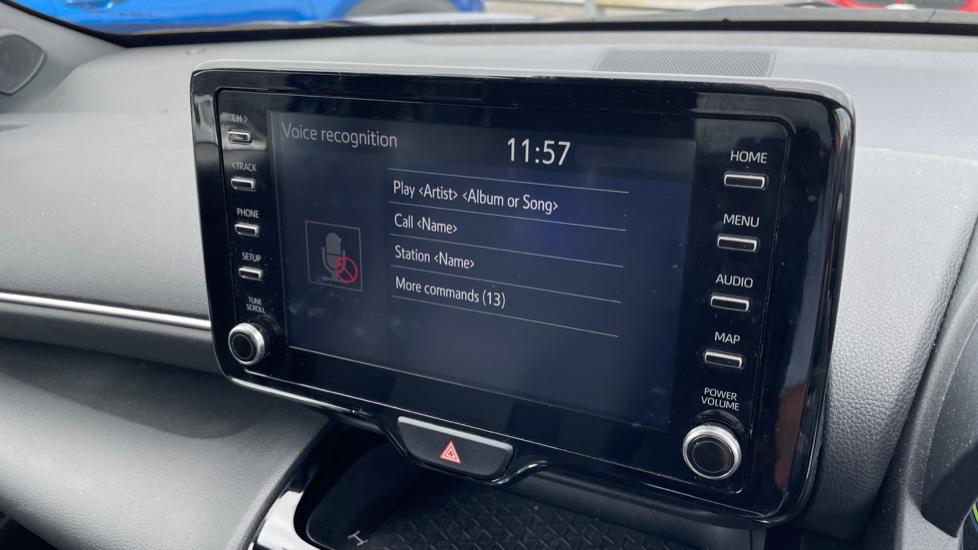 CH >
< TRACK
PHONE
SETUP
TUNE
SCROLL
Voice recognition
11:57
Play <Artist> <Album or Song>
Call <Name>
Station <Name>
More commands (13)
HOME
MENU
AUDIO
MAP
POWER
VOLUME